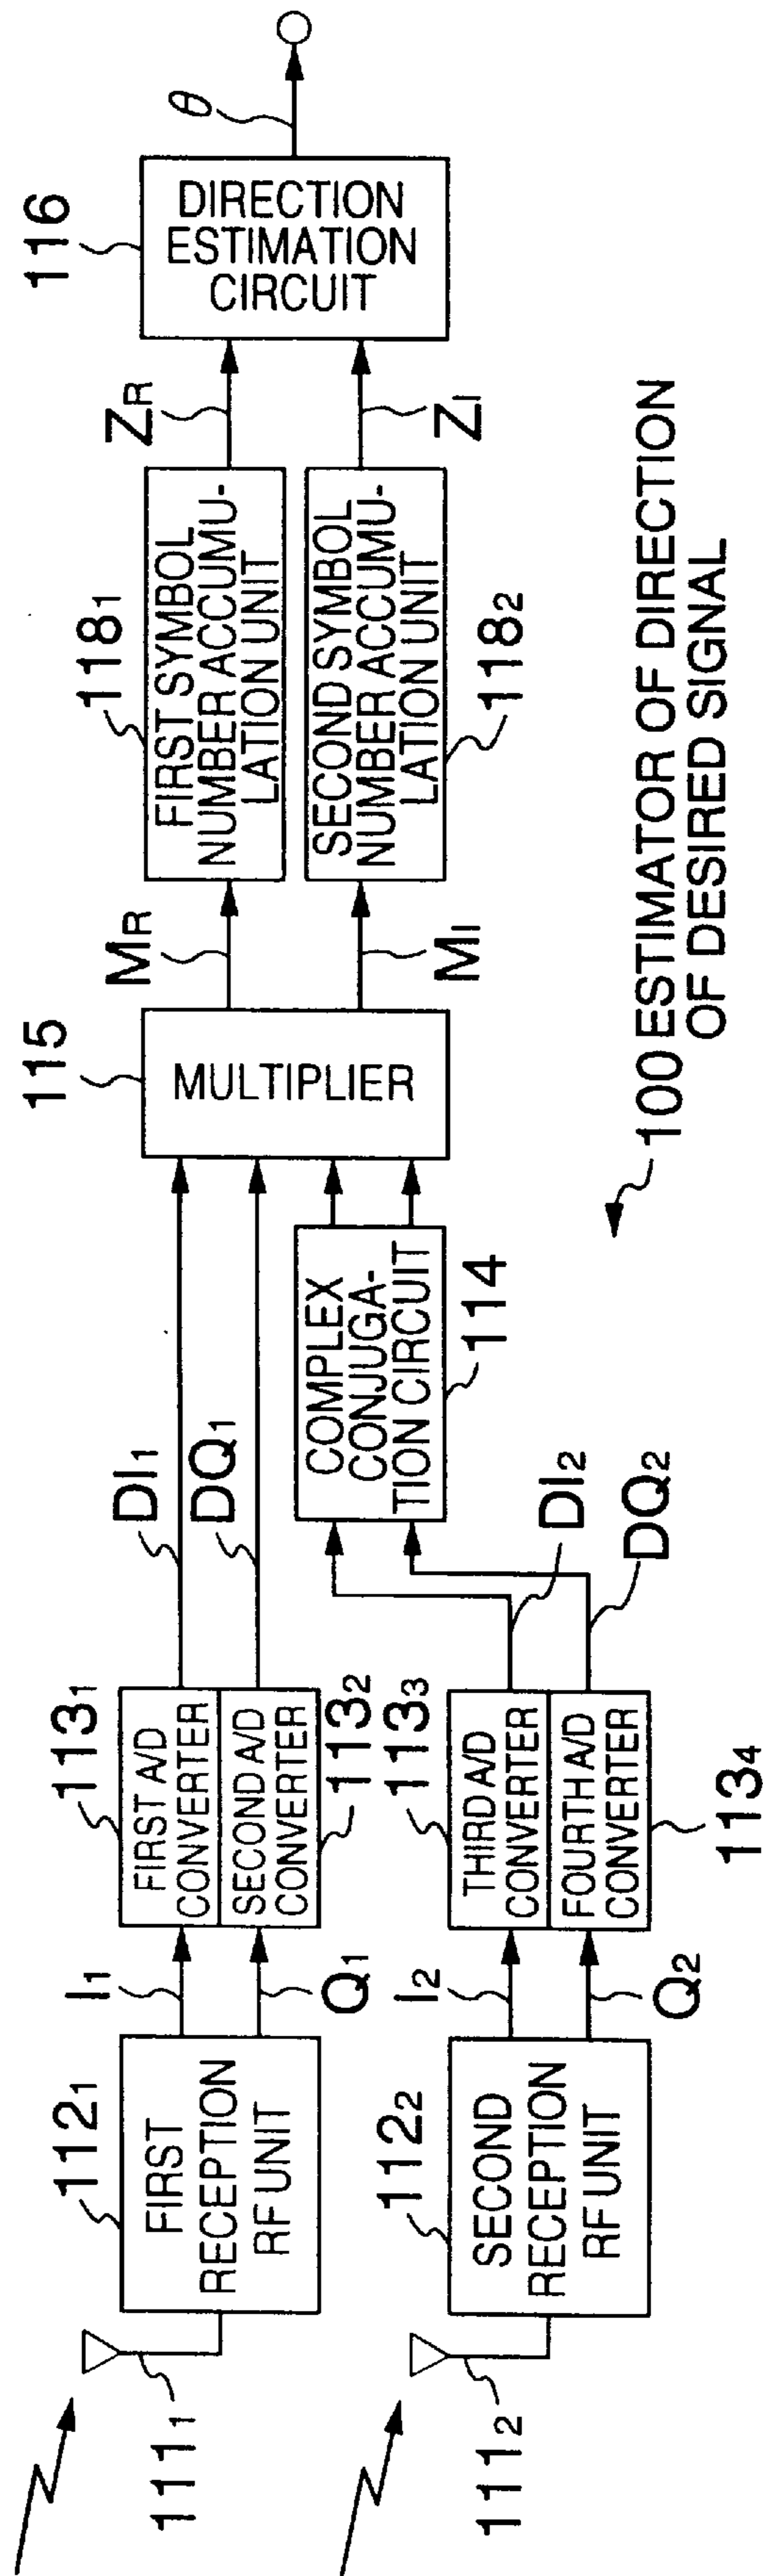 111₁
112₁
FIRST
RECEPTION
RF UNIT
I₁
Q₁
113₁
FIRST A/D
CONVERTER
SECOND A/D
CONVERTER
113₂
DI₁
DQ₁
111₂
112₂
SECOND
RECEPTION
RF UNIT
I₂
Q₂
113₃
THIRD A/D
CONVERTER
FOURTH A/D
CONVERTER
113₄
DI₂
DQ₂
COMPLEX
CONJUGA-
TION CIRCUIT
114
115
MULTIPLIER
MR
MI
118₁
FIRST SYMBOL
NUMBER ACCUMU-
LATION UNIT
SECOND SYMBOL
NUMBER ACCUMU-
LATION UNIT
118₂
ZR
ZI
116
DIRECTION
ESTIMATION
CIRCUIT
θ
100 ESTIMATOR OF DIRECTION
OF DESIRED SIGNAL